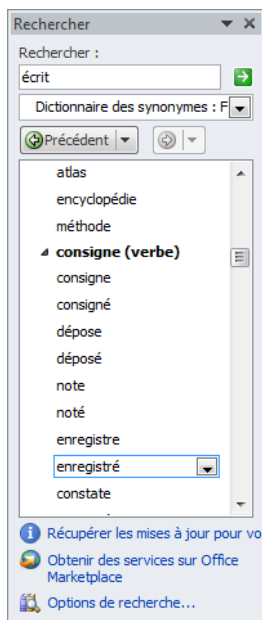 Rechercher
Rechercher :
écrit
Dictionnaire des synonymes : F
Précédent
atlas
encyclopédie
méthode
consigne (verbe)
consigne
consigné
dépose
déposé
note
noté
enregistre
enregistré
constate
Récupérer les mises à jour pour vo
Obtenir des services sur Office
Marketplace
Options de recherche...